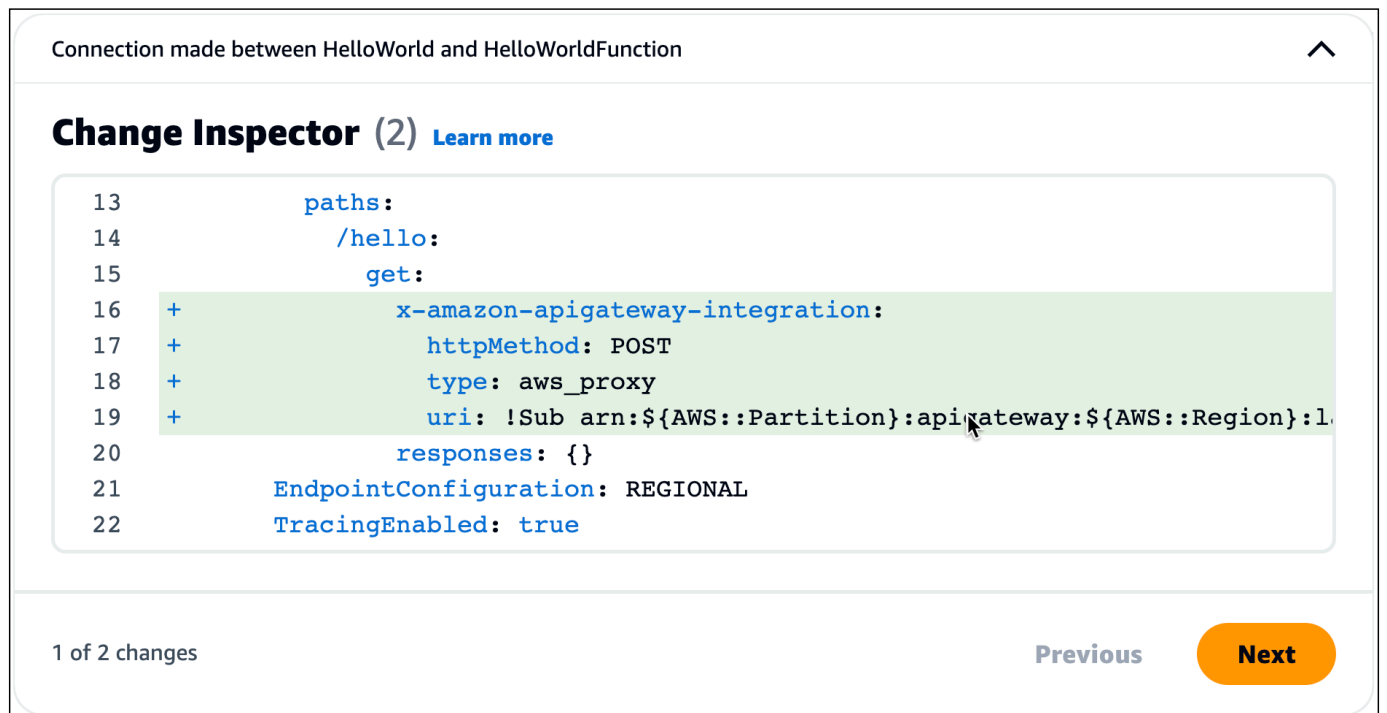 Connection made between HelloWorld and HelloWorldFunction
Change Inspector (2) Learn more
13 paths:
14 /hello:
15 get:
16 + x-amazon-apigateway-integration:
17 + httpMethod: POST
18 + type: aws_proxy
19 + uri: !Sub arn:${AWS::Partition}:apigateway:${AWS::Region}:l
20 responses: {}
21 EndpointConfiguration: REGIONAL
22 TracingEnabled: true
1 of 2 changes
Previous
Next